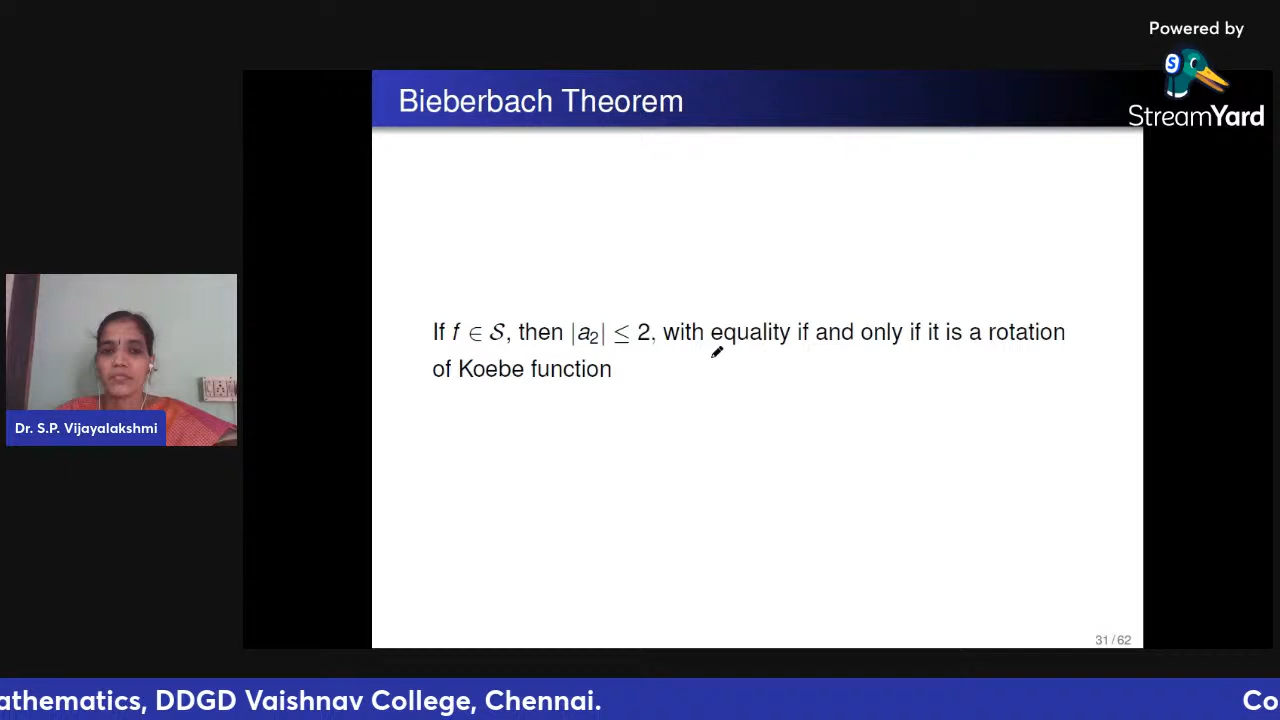 Powered by
S
StreamYard
Bieberbach Theorem
If f ∈ 𝒮, then |a₂| ≤ 2, with equality if and only if it is a rotation
of Koebe function
Dr. S.P. Vijayalakshmi
31 / 62
athematics, DDGD Vaishnav College, Chennai.
Co